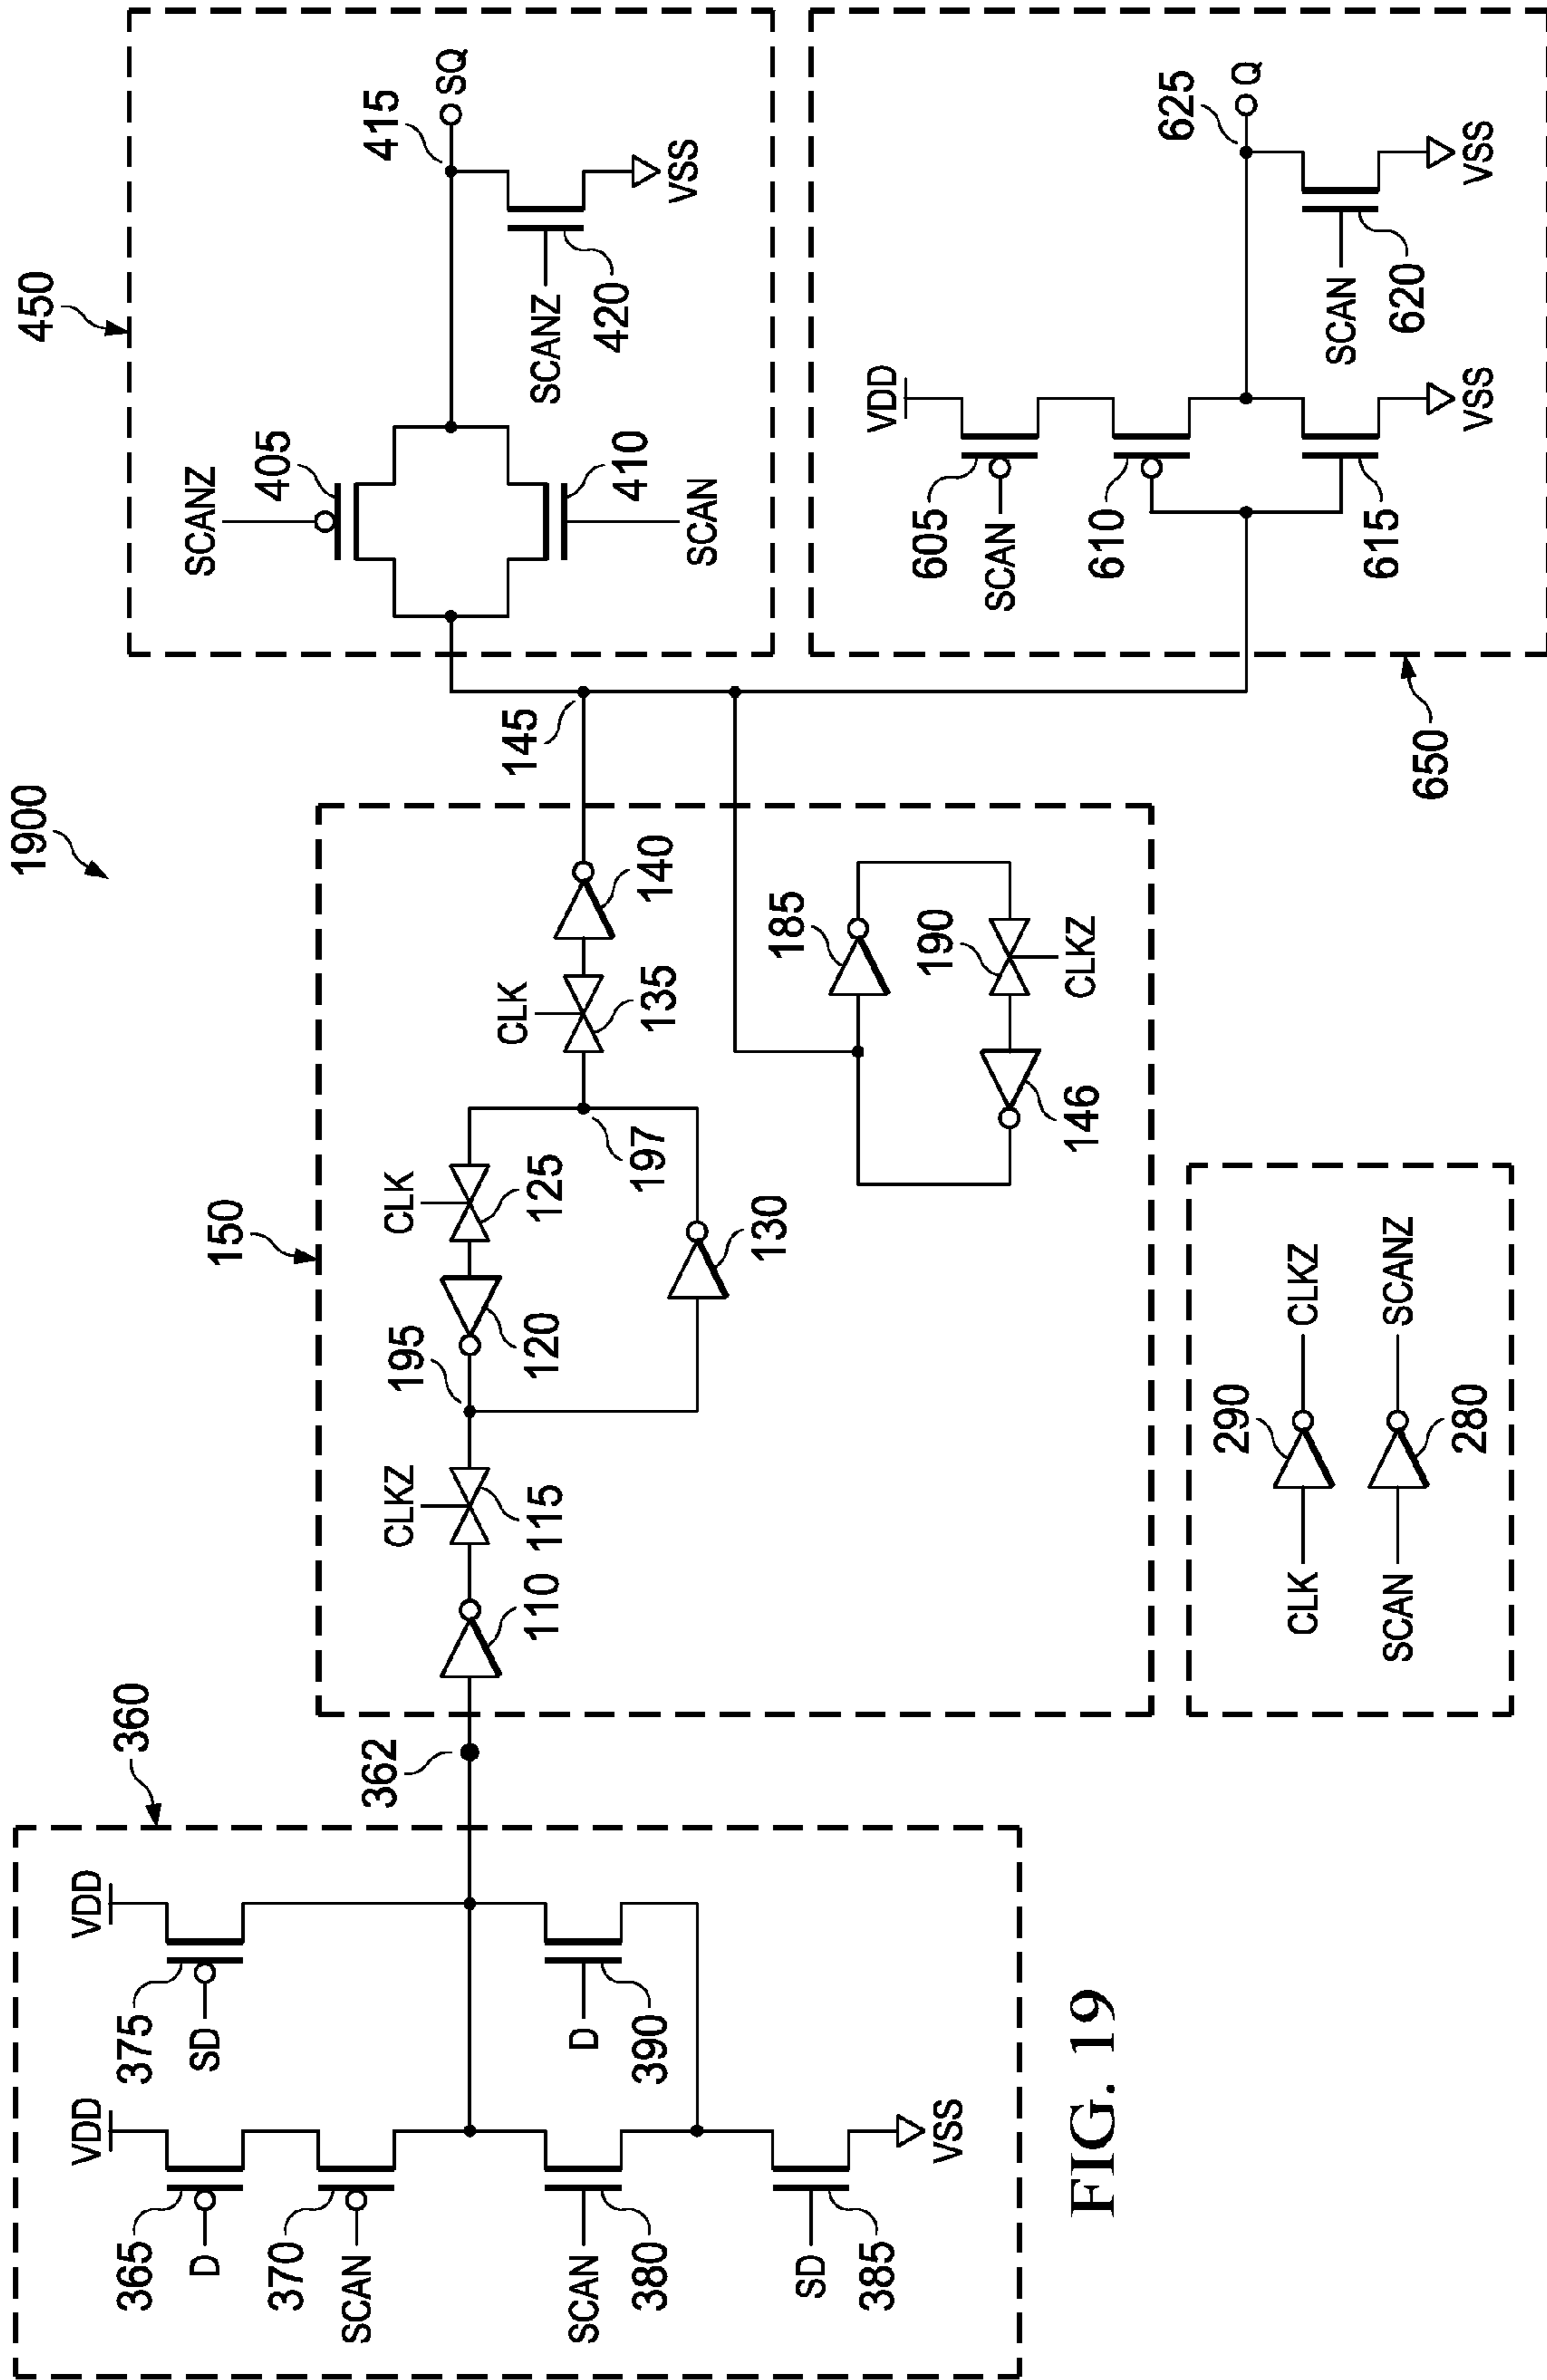 1900
360
VDD
VDD
365
D
375
SD
370
SCAN
362
SCAN
380
D
390
SD
385
VSS
150
110
CLKZ
115
195
120
CLK
125
197
130
CLK
135
140
145
185
190
CLKZ
146
CLK
290
CLKZ
SCAN
280
SCANZ
450
SCANZ
405
410
SCAN
415
SQ
SCANZ
420
VSS
650
VDD
605
SCAN
610
615
VSS
625
Q
SCAN
620
VSS
FIG. 19